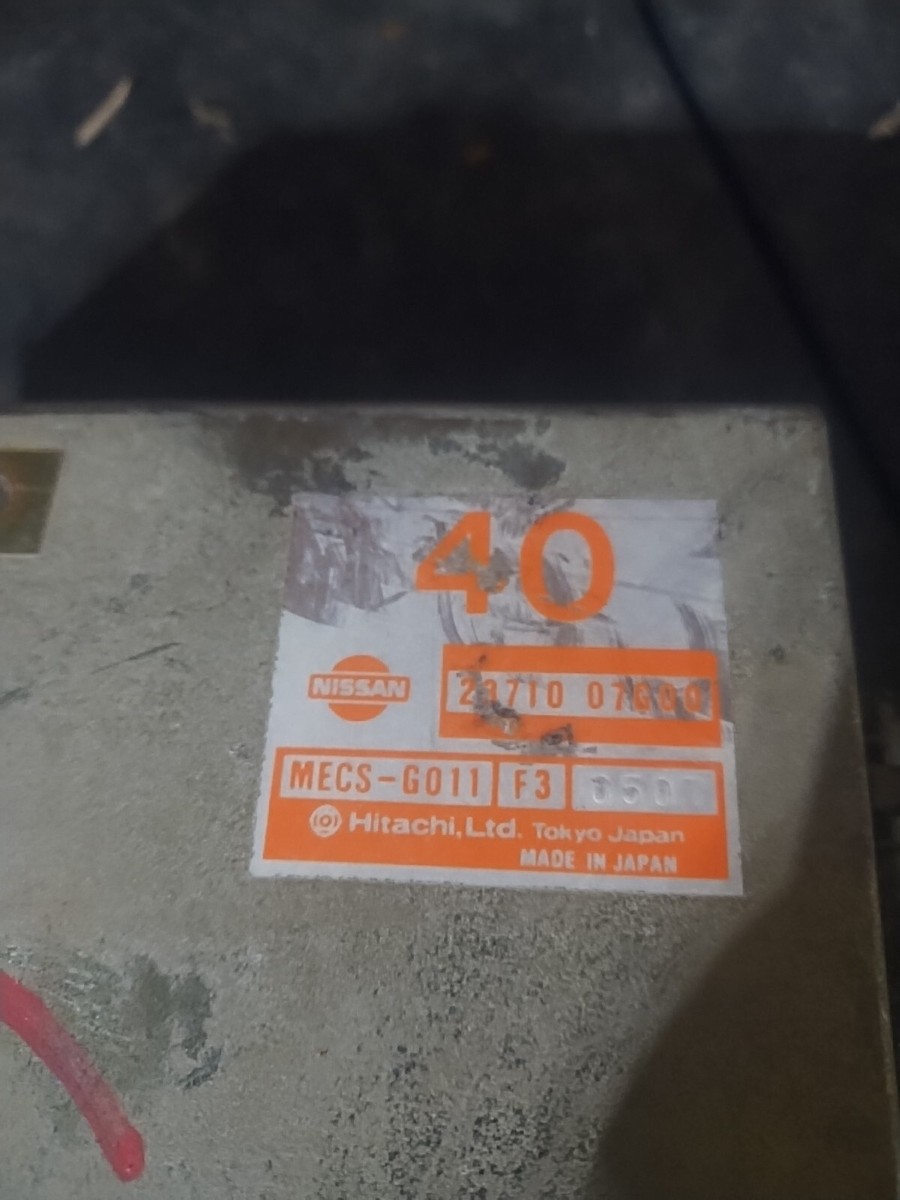 40
NISSAN
23710 07G00
MECS-G011 F3
Hitachi, Ltd. Tokyo Japan
MADE IN JAPAN